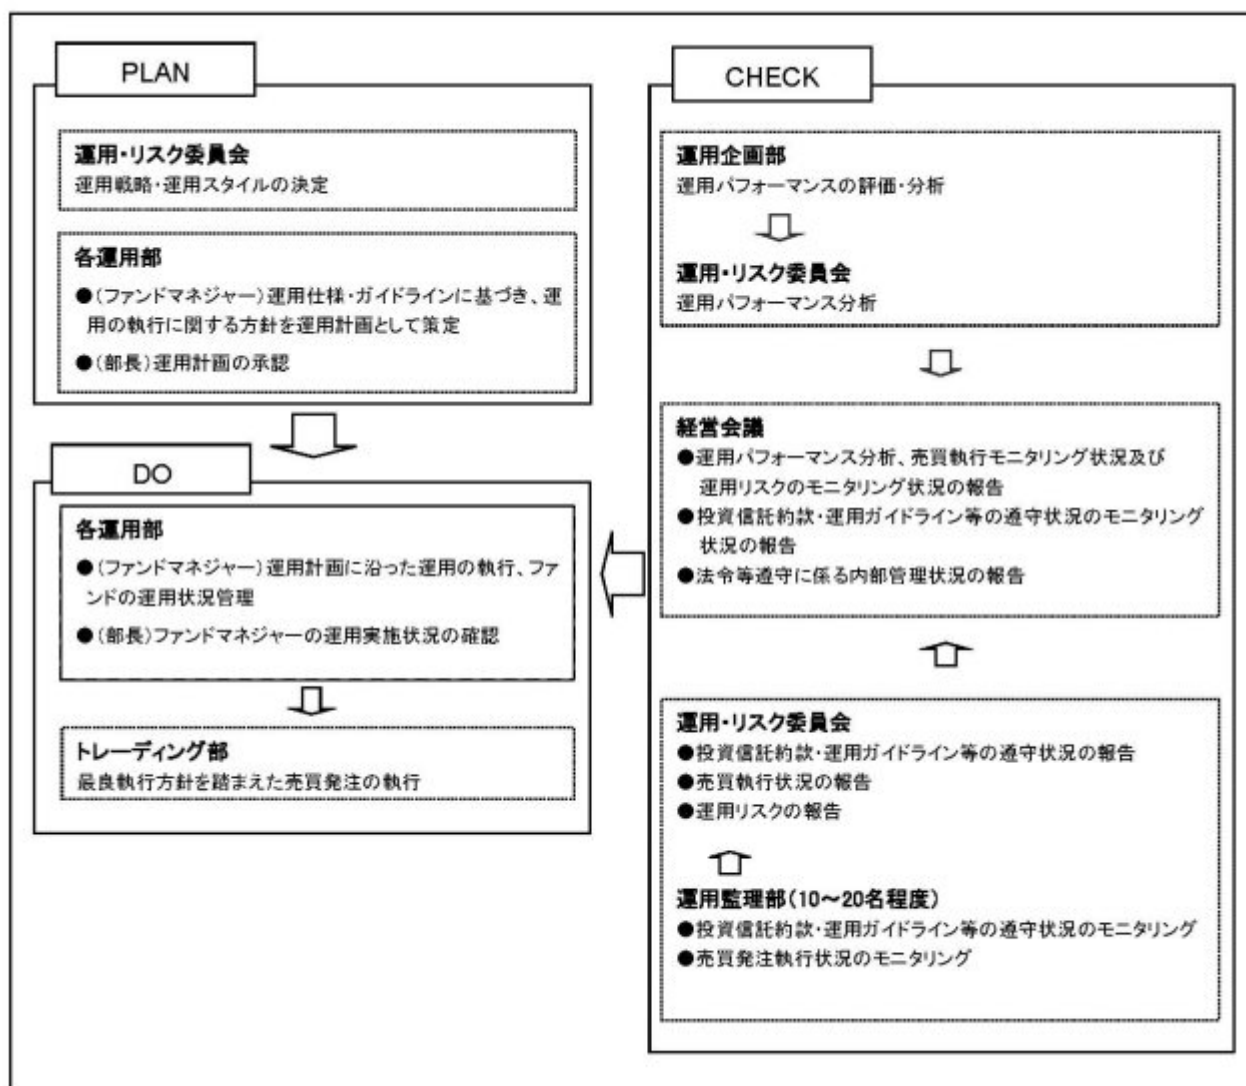 PLAN
運用・リスク委員会
運用戦略・運用スタイルの決定
各運用部
●(ファンドマネジャー)運用仕様・ガイドラインに基づき、運
用の執行に関する方針を運用計画として策定
●(部長)運用計画の承認
DO
各運用部
●(ファンドマネジャー)運用計画に沿った運用の執行、ファ
ンドの運用状況管理
●(部長)ファンドマネジャーの運用実施状況の確認
トレーディング部
最良執行方針を踏まえた売買発注の執行
CHECK
運用企画部
運用パフォーマンスの評価・分析
運用・リスク委員会
運用パフォーマンス分析
経営会議
●運用パフォーマンス分析、売買執行モニタリング状況及び
運用リスクのモニタリング状況の報告
●投資信託約款・運用ガイドライン等の遵守状況のモニタリング
状況の報告
●法令等遵守に係る内部管理状況の報告
運用・リスク委員会
●投資信託約款・運用ガイドライン等の遵守状況の報告
●売買執行状況の報告
●運用リスクの報告
運用監理部(10～20名程度)
●投資信託約款・運用ガイドライン等の遵守状況のモニタリング
●売買発注執行状況のモニタリング